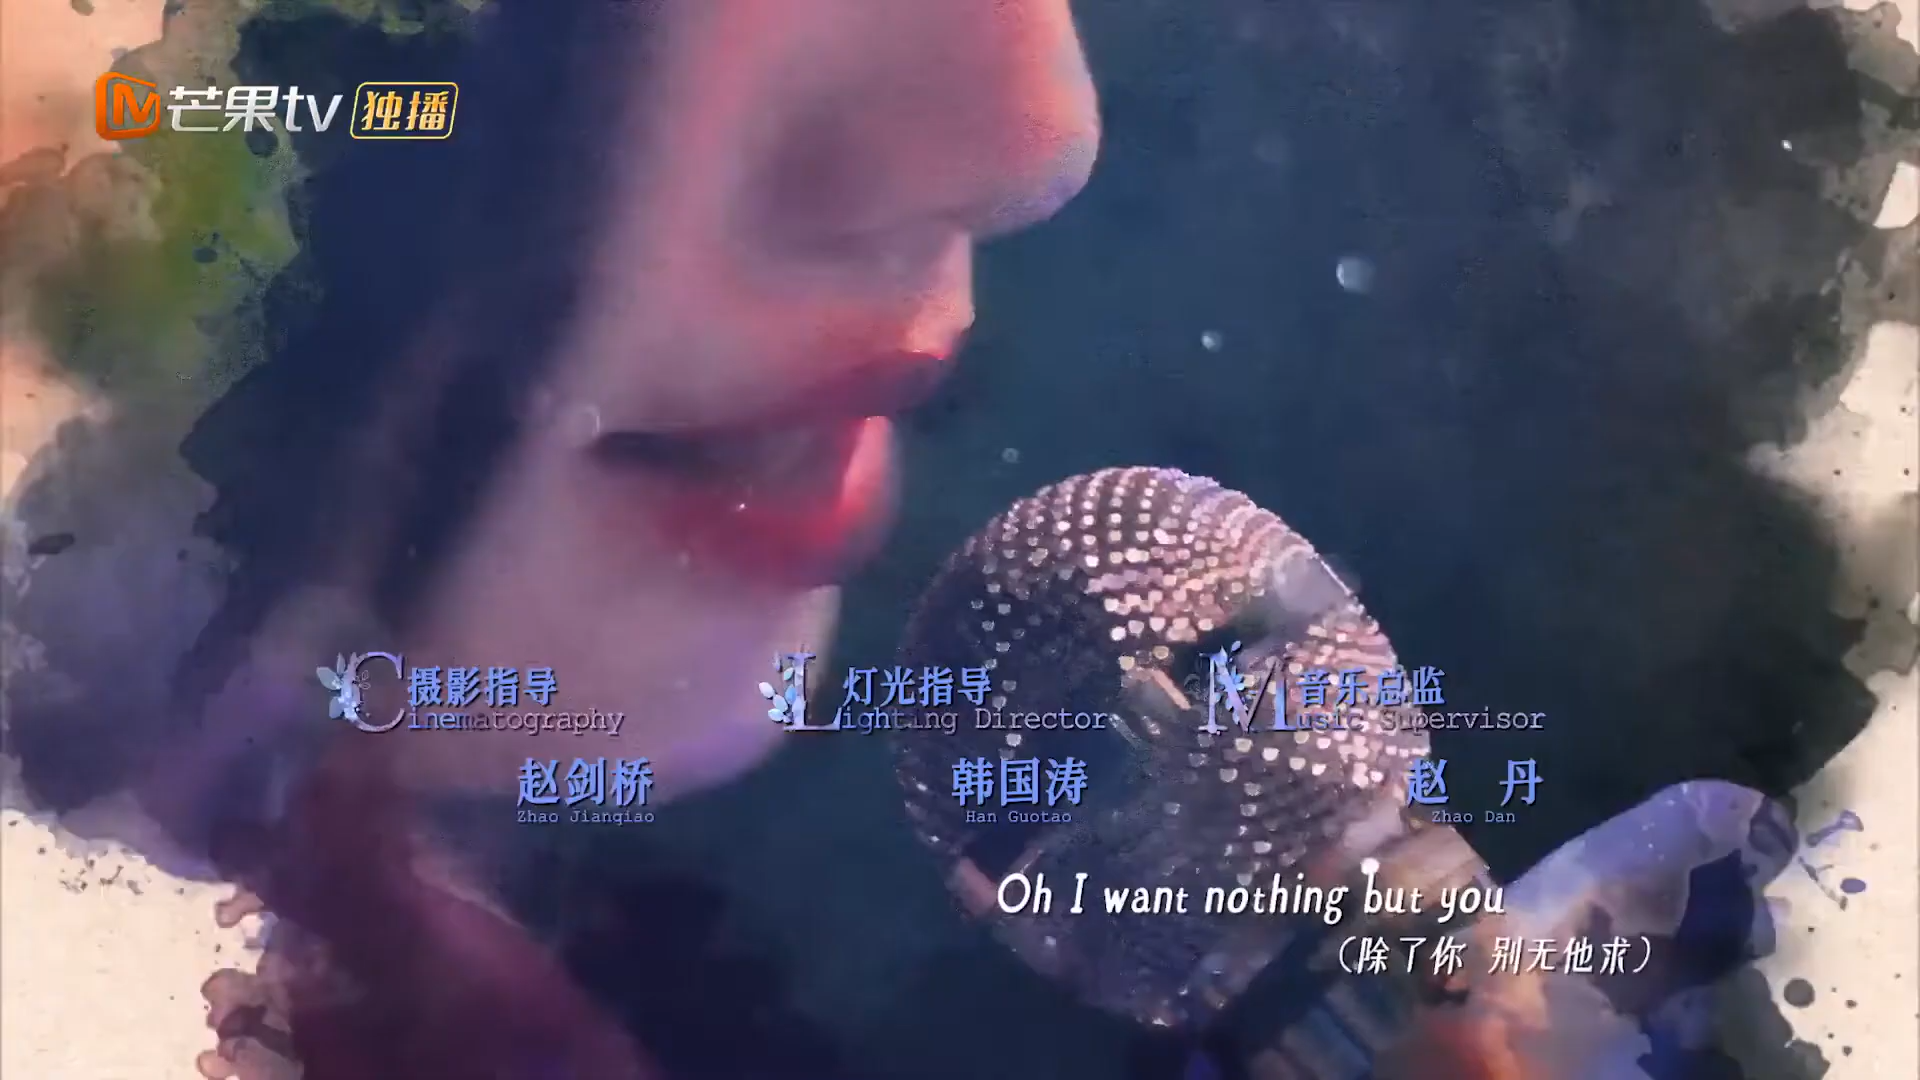 芒果tv 独播
摄影指导
Cinematography
赵剑桥
Zhao Jianqiao
灯光指导
Lighting Director
韩国涛
Han Guotao
音乐总监
Music Supervisor
赵 丹
Zhao Dan
Oh I want nothing but you
（除了你 别无他求）